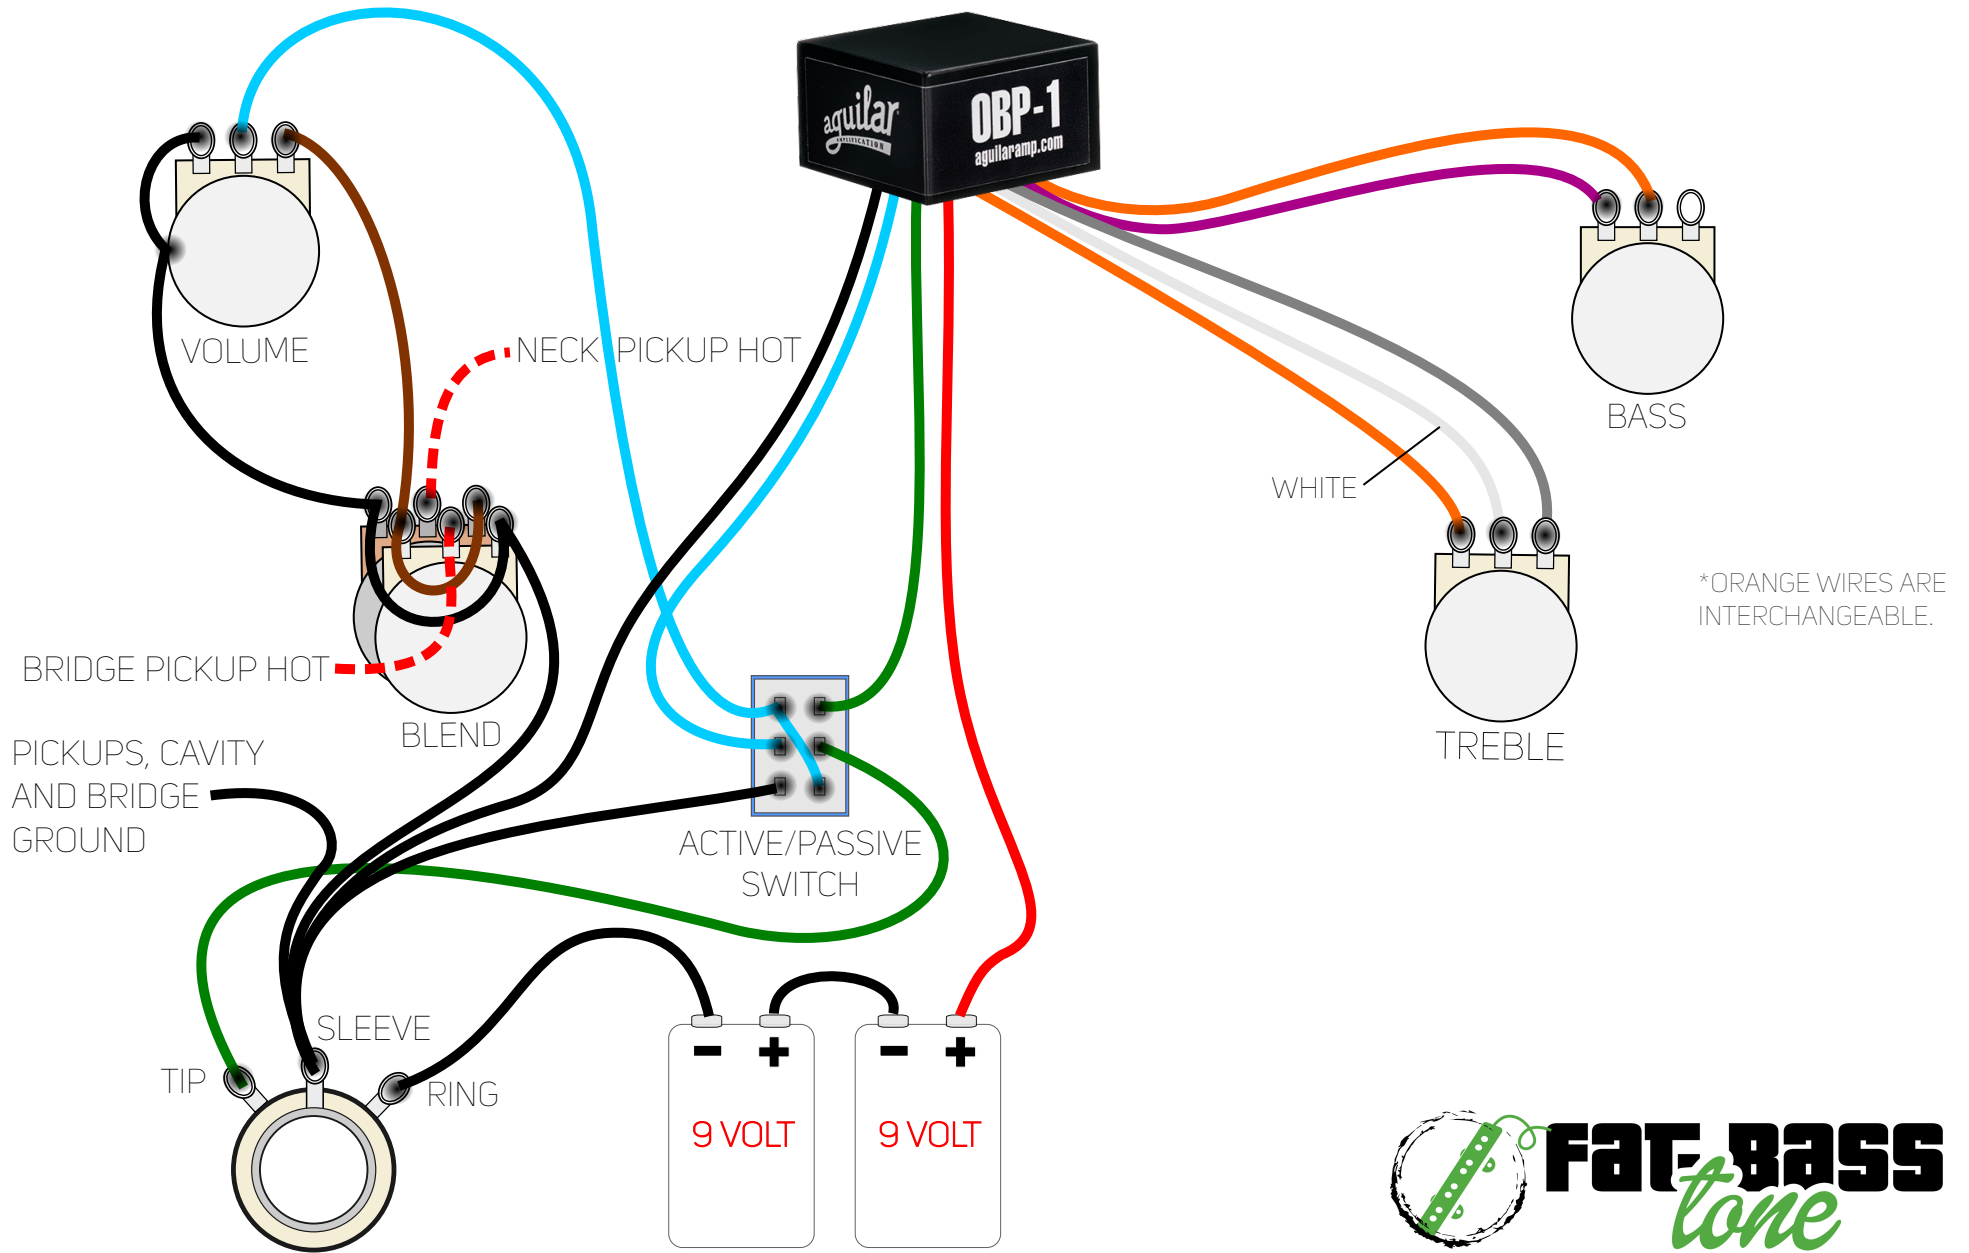 aguilar
AMPLIFICATION
OBP-1
aguilaramp.com
VOLUME
NECK PICKUP HOT
BASS
WHITE
*ORANGE WIRES ARE
INTERCHANGEABLE.
BRIDGE PICKUP HOT
BLEND
TREBLE
PICKUPS, CAVITY
AND BRIDGE
GROUND
ACTIVE/PASSIVE
SWITCH
SLEEVE
TIP
RING
− +
− +
9 VOLT
9 VOLT
FAT-BASS
tone